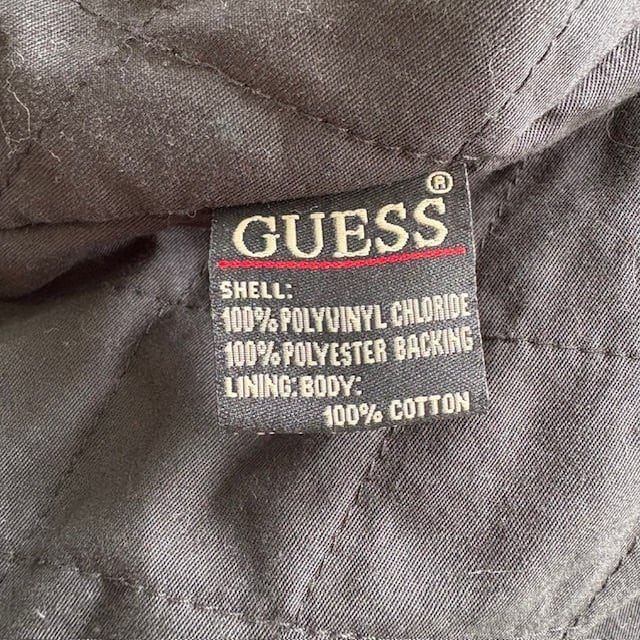 GUESS®
SHELL:
100% POLYVINYL CHLORIDE
100% POLYESTER BACKING
LINING: BODY:
100% COTTON